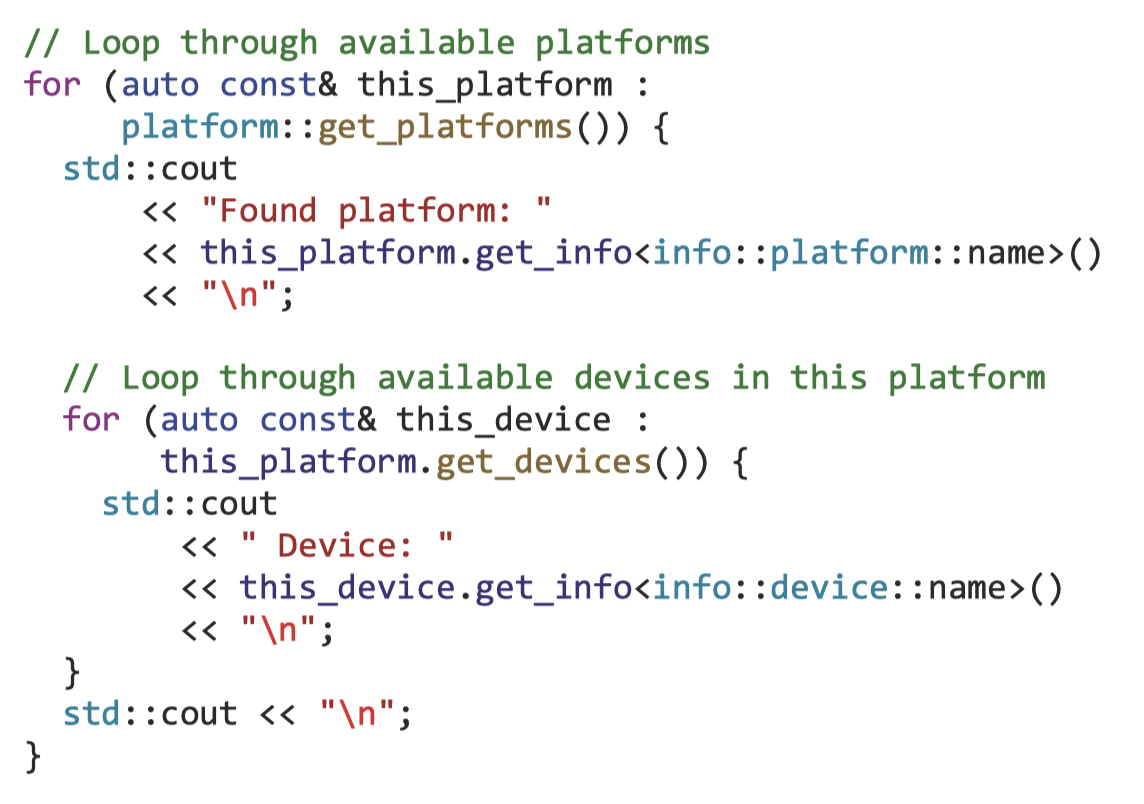 // Loop through available platforms
for (auto const& this_platform :
     platform::get_platforms()) {
  std::cout
      << "Found platform: "
      << this_platform.get_info<info::platform::name>()
      << "\n";

  // Loop through available devices in this platform
  for (auto const& this_device :
       this_platform.get_devices()) {
    std::cout
        << " Device: "
        << this_device.get_info<info::device::name>()
        << "\n";
  }
  std::cout << "\n";
}